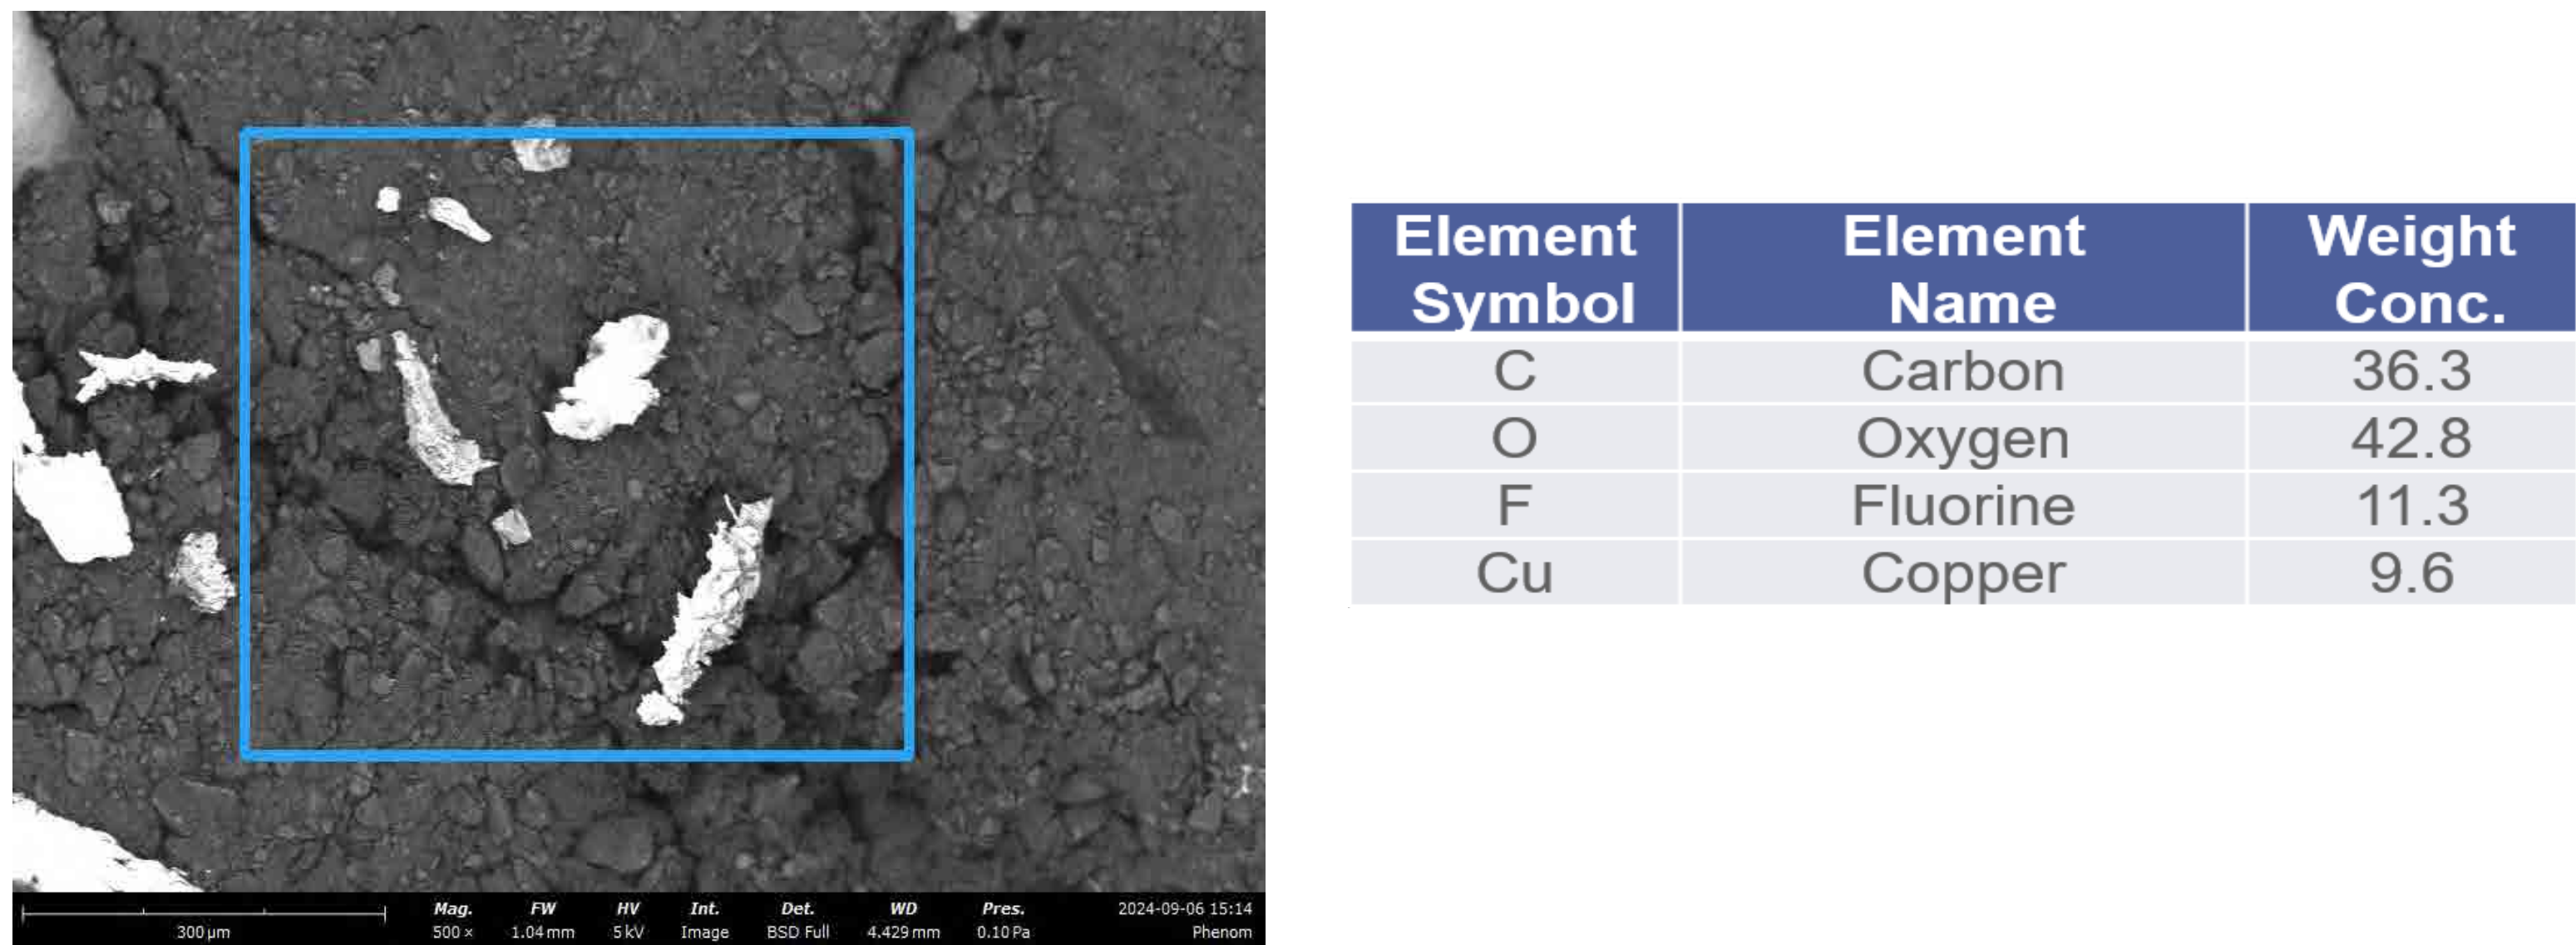 Element Symbol Element Name Weight Conc.
C Carbon 36.3
O Oxygen 42.8
F Fluorine 11.3
Cu Copper 9.6
300 µm
Mag. FW HV Int. Det. WD Pres. 2024-09-06 15:14
500 × 1.04 mm 5 kV Image BSD Full 4.429 mm 0.10 Pa Phenom